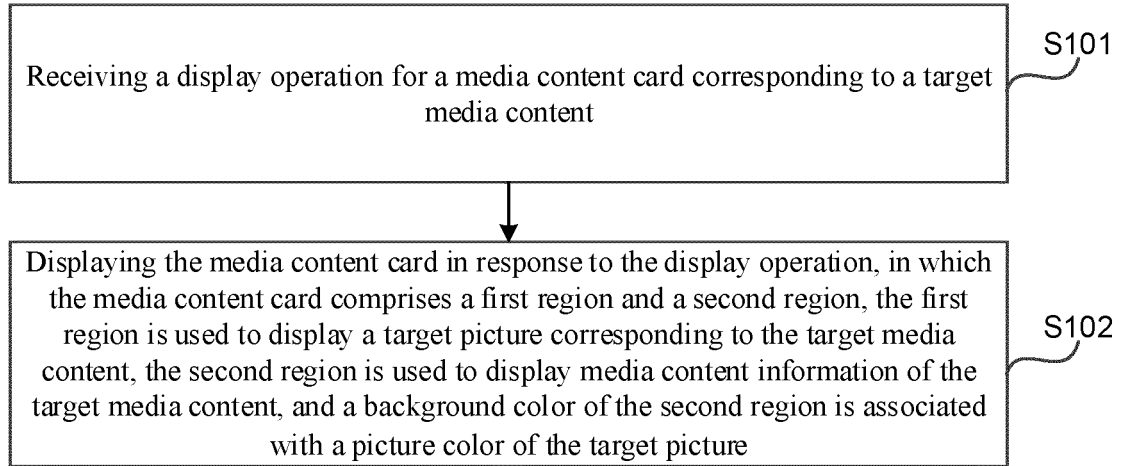 S101
Receiving a display operation for a media content card corresponding to a target
media content
Displaying the media content card in response to the display operation, in which
the media content card comprises a first region and a second region, the first
region is used to display a target picture corresponding to the target media
content, the second region is used to display media content information of the
target media content, and a background color of the second region is associated
with a picture color of the target picture
S102